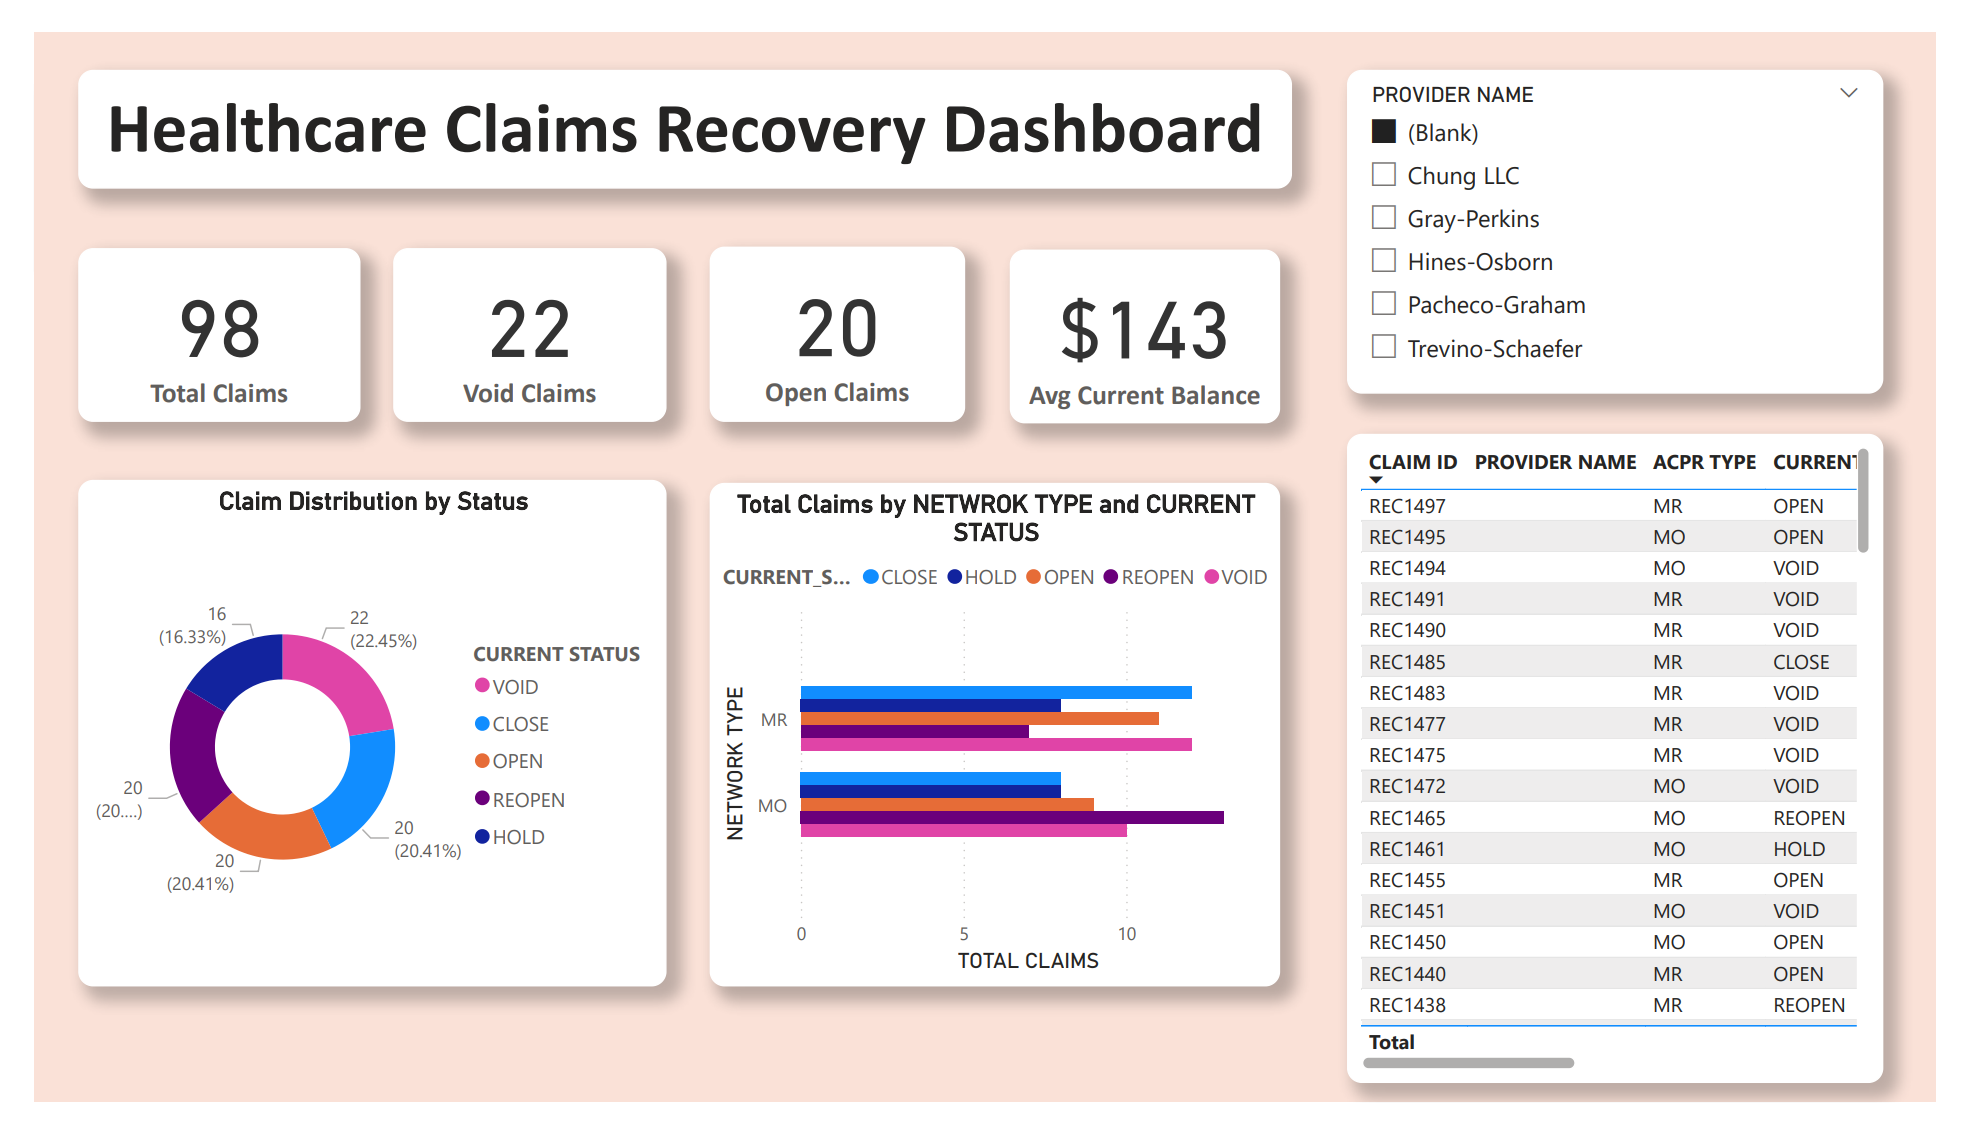 Healthcare Claims Recovery Dashboard
98
Total Claims
22
Void Claims
20
Open Claims
$143
Avg Current Balance
PROVIDER NAME
(Blank)
Chung LLC
Gray-Perkins
Hines-Osborn
Pacheco-Graham
Trevino-Schaefer
Claim Distribution by Status
16
(16.33%)
22
(22.45%)
20
(20....)
20
(20.41%)
20
(20.41%)
CURRENT STATUS
VOID
CLOSE
OPEN
REOPEN
HOLD
Total Claims by NETWROK TYPE and CURRENT
STATUS
CURRENT_S... CLOSE HOLD OPEN REOPEN VOID
NETWORK TYPE
MR
MO
0 5 10
TOTAL CLAIMS
CLAIM ID PROVIDER NAME ACPR TYPE CURRENT
REC1497 MR OPEN
REC1495 MO OPEN
REC1494 MO VOID
REC1491 MR VOID
REC1490 MR VOID
REC1485 MR CLOSE
REC1483 MR VOID
REC1477 MR VOID
REC1475 MR VOID
REC1472 MO VOID
REC1465 MO REOPEN
REC1461 MO HOLD
REC1455 MR OPEN
REC1451 MO VOID
REC1450 MO OPEN
REC1440 MR OPEN
REC1438 MR REOPEN
Total